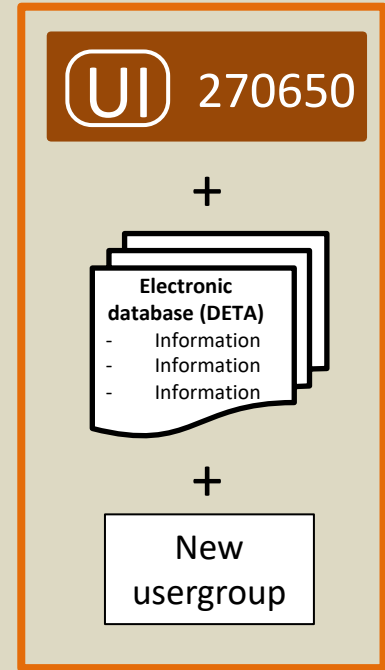 UI 270650
+
Electronic
database (DETA)
- Information
- Information
- Information
+
New
usergroup